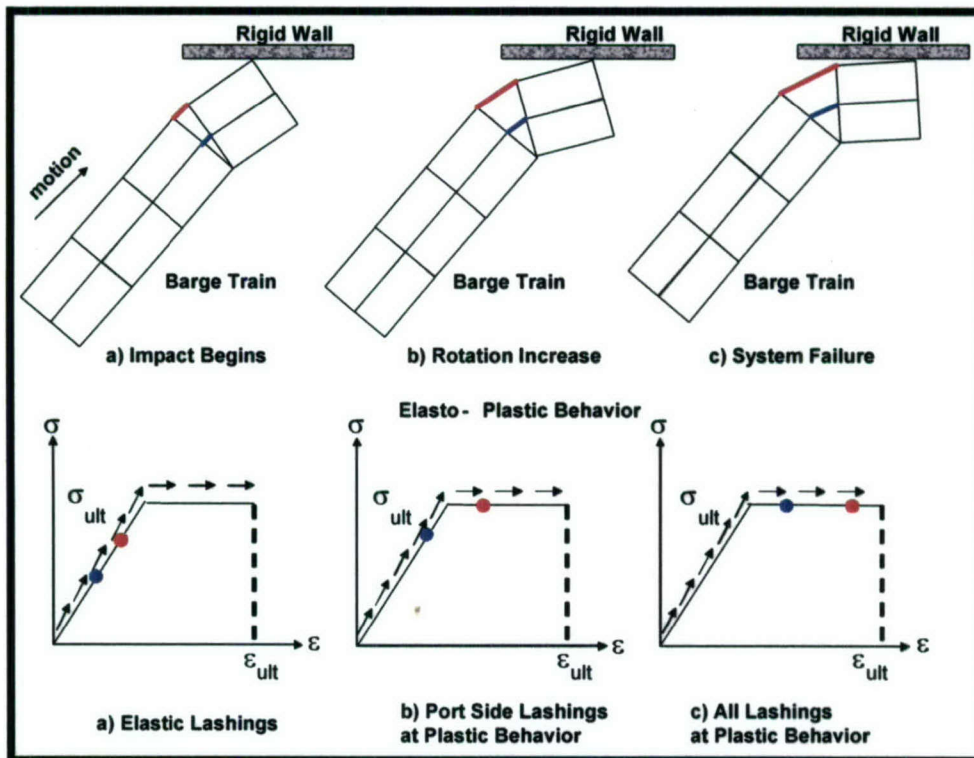 Rigid Wall
Rigid Wall
Rigid Wall
motion
Barge Train
Barge Train
Barge Train
a) Impact Begins
b) Rotation Increase
c) System Failure
Elasto - Plastic Behavior
σ
σ
σ
σult
σult
σult
ε
ε
ε
εult
εult
εult
a) Elastic Lashings
b) Port Side Lashings
at Plastic Behavior
c) All Lashings
at Plastic Behavior